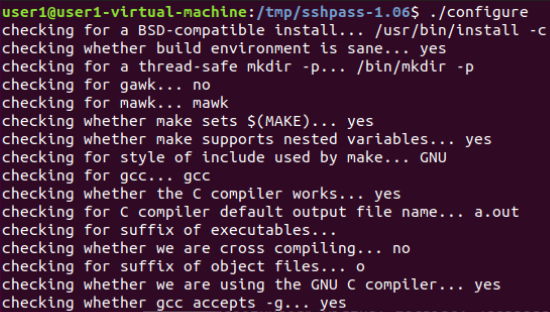 user1@user1-virtual-machine:/tmp/sshpass-1.06$ ./configure
checking for a BSD-compatible install... /usr/bin/install -c
checking whether build environment is sane... yes
checking for a thread-safe mkdir -p... /bin/mkdir -p
checking for gawk... no
checking for mawk... mawk
checking whether make sets $(MAKE)... yes
checking whether make supports nested variables... yes
checking for style of include used by make... GNU
checking for gcc... gcc
checking whether the C compiler works... yes
checking for C compiler default output file name... a.out
checking for suffix of executables...
checking whether we are cross compiling... no
checking for suffix of object files... o
checking whether we are using the GNU C compiler... yes
checking whether gcc accepts -g... yes